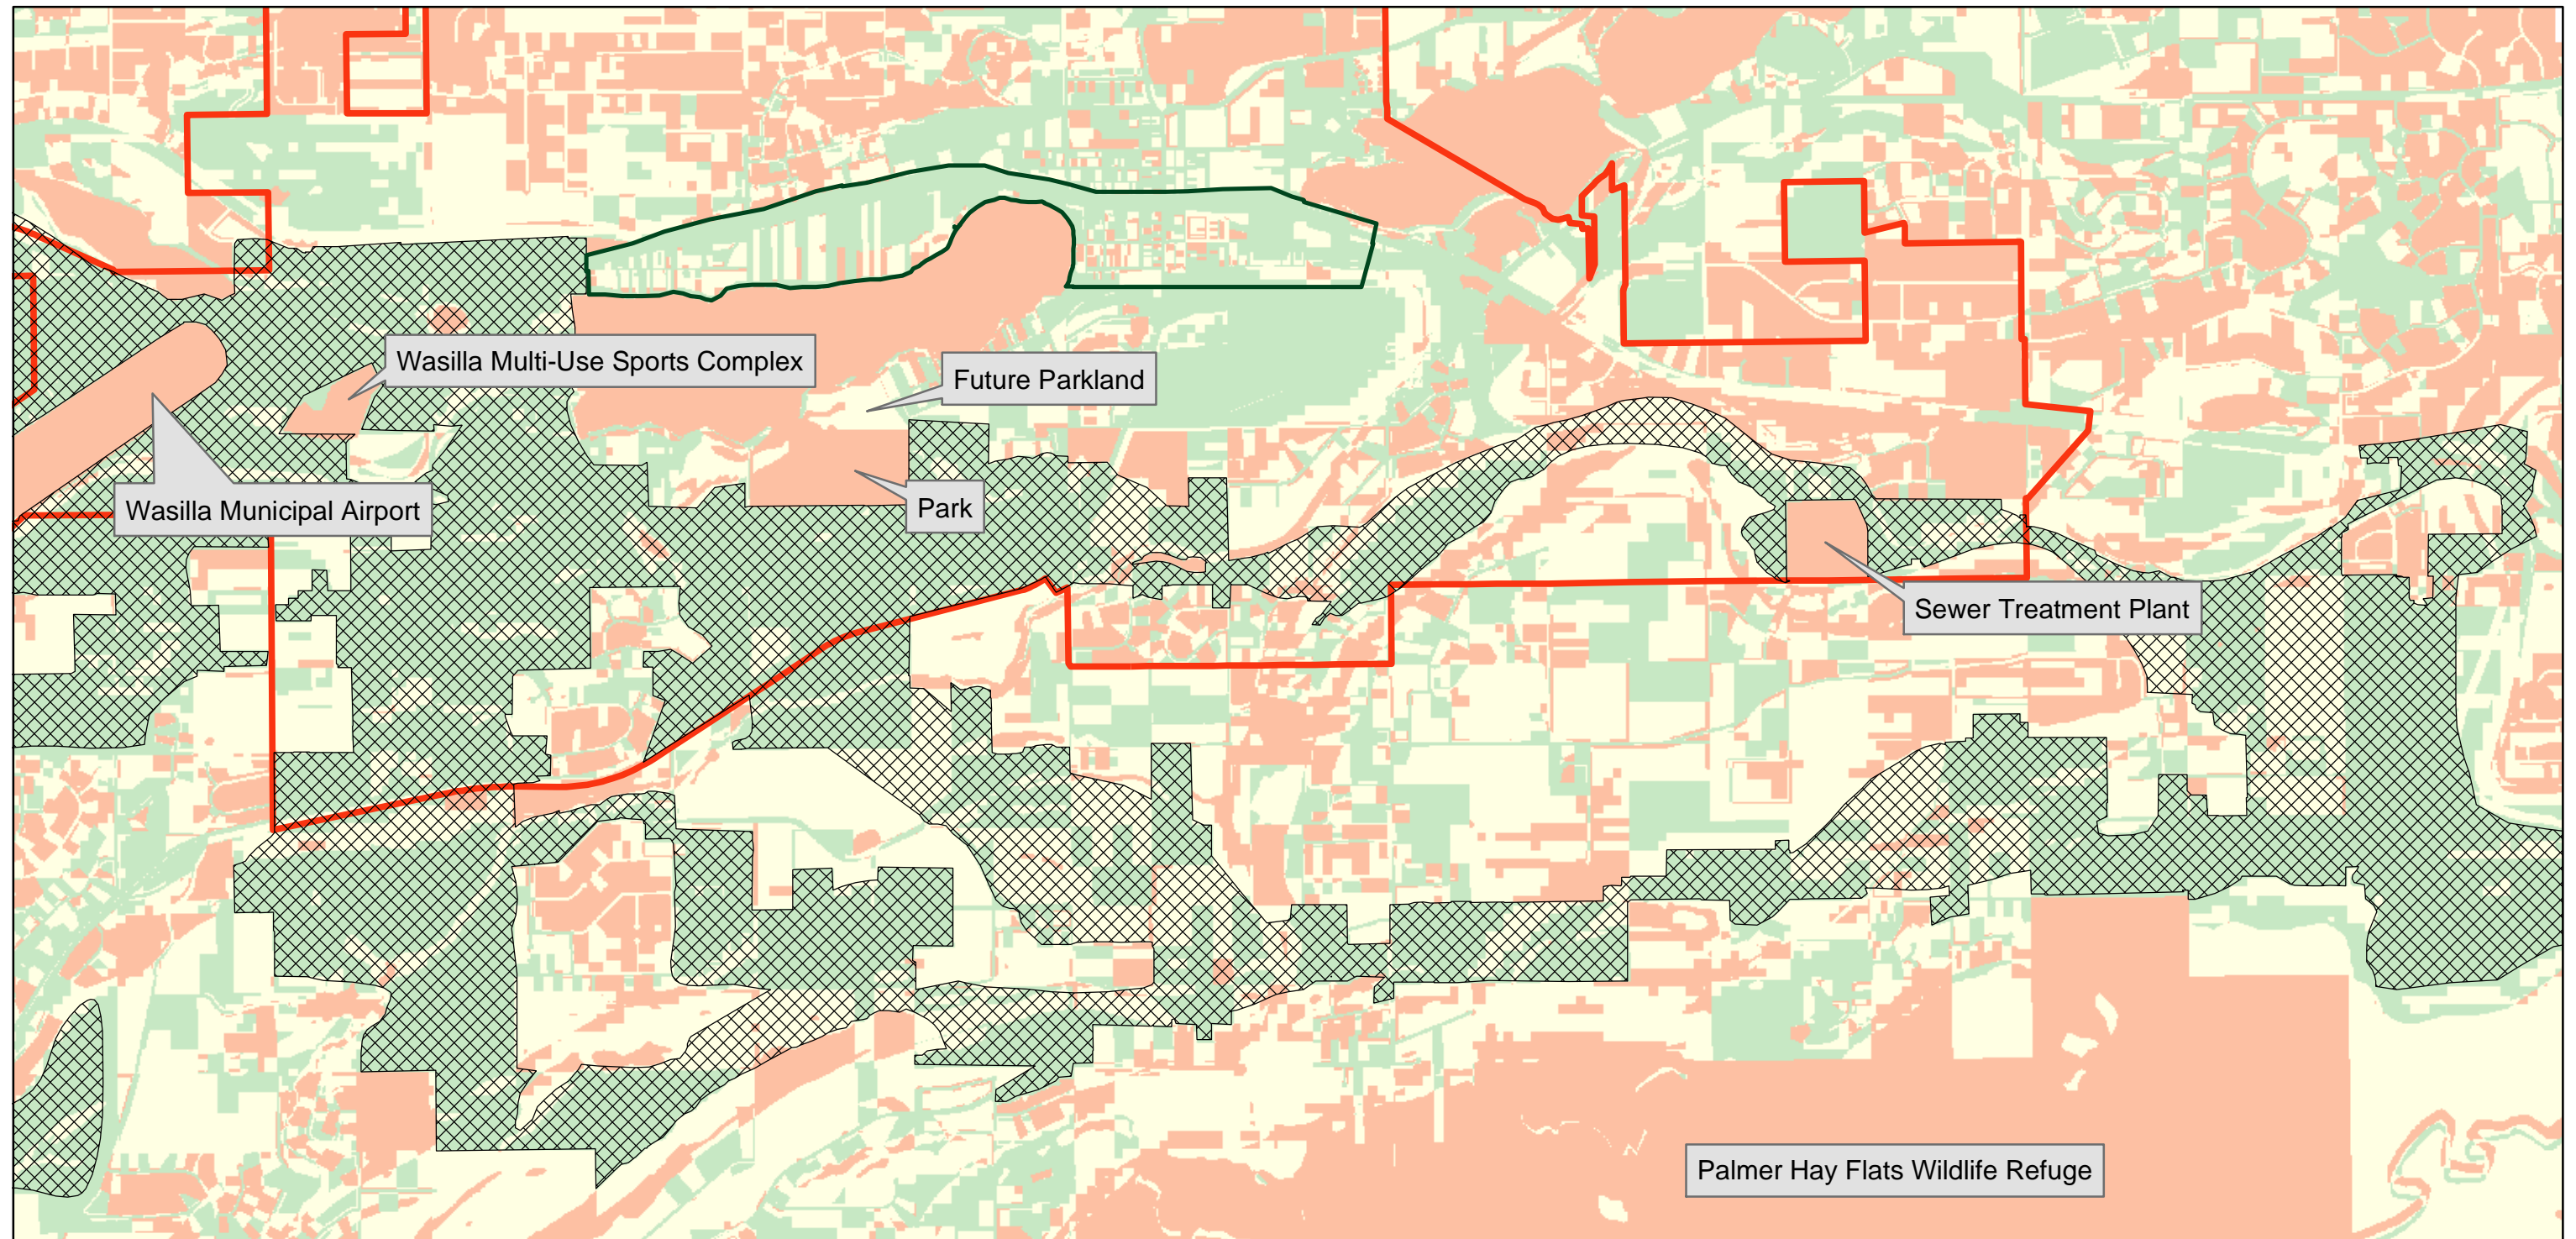 Wasilla Multi-Use Sports Complex
Future Parkland
Wasilla Municipal Airport
Park
Sewer Treatment Plant
Palmer Hay Flats Wildlife Refuge